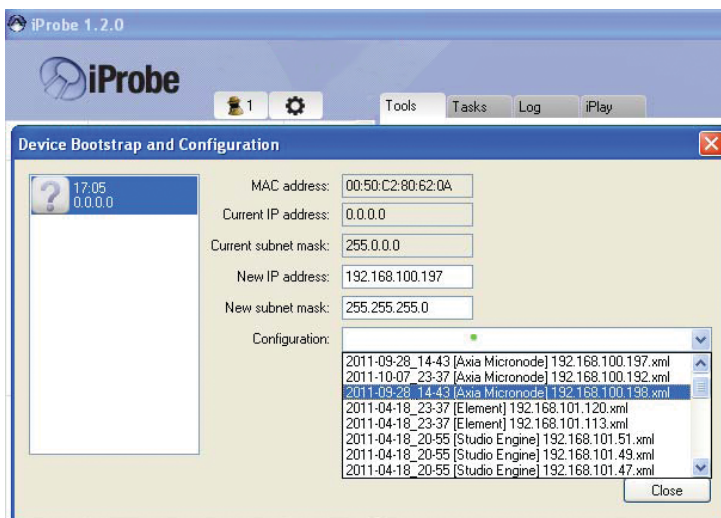 iProbe 1.2.0
iProbe
1
Tools Tasks Log iPlay
Device Bootstrap and Configuration
17:05
0.0.0.0
MAC address: 00:50:C2:80:62:0A
Current IP address: 0.0.0.0
Current subnet mask: 255.0.0.0
New IP address: 192.168.100.197
New subnet mask: 255.255.255.0
Configuration:
2011-09-28_14-43 [Axia Micronode] 192.168.100.197.xml
2011-10-07_23-37 [Axia Micronode] 192.168.100.192.xml
2011-09-28_14-43 [Axia Micronode] 192.168.100.198.xml
2011-04-18_23-37 [Element] 192.168.101.120.xml
2011-04-18_23-37 [Element] 192.168.101.113.xml
2011-04-18_20-55 [Studio Engine] 192.168.101.51.xml
2011-04-18_20-55 [Studio Engine] 192.168.101.49.xml
2011-04-18_20-55 [Studio Engine] 192.168.101.47.xml
Close